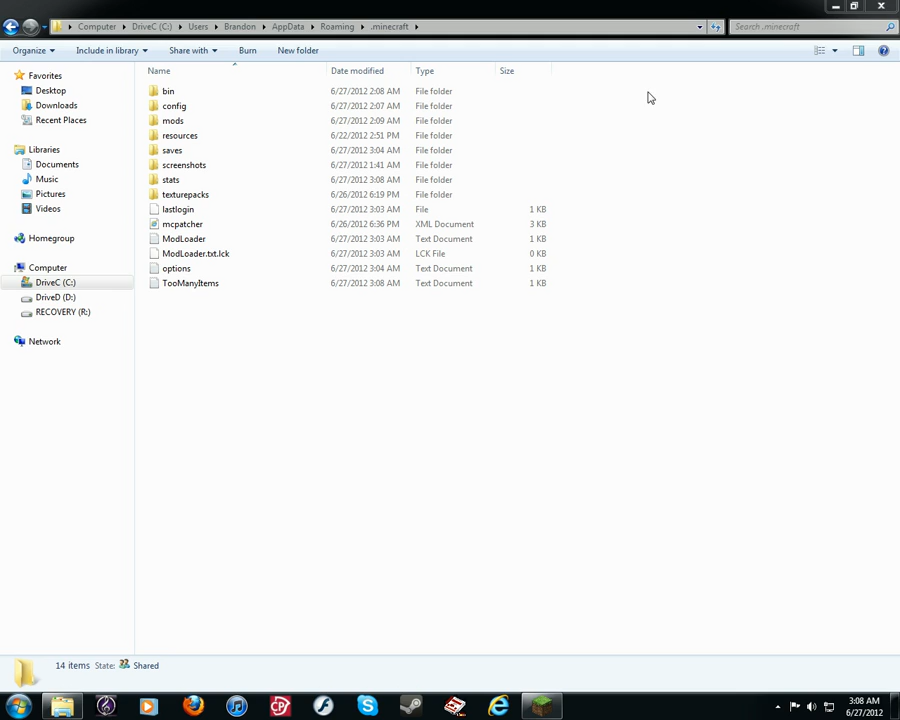 Computer ▸ DriveC (C:) ▸ Users ▸ Brandon ▸ AppData ▸ Roaming ▸ .minecraft ▸
Search .minecraft
Organize Include in library Share with Burn New folder
Name Date modified Type Size
Favorites
Desktop
Downloads
Recent Places
Libraries
Documents
Music
Pictures
Videos
Homegroup
Computer
DriveC (C:)
DriveD (D:)
RECOVERY (R:)
Network
bin 6/27/2012 2:08 AM File folder
config 6/27/2012 2:07 AM File folder
mods 6/27/2012 2:09 AM File folder
resources 6/22/2012 2:51 PM File folder
saves 6/27/2012 3:04 AM File folder
screenshots 6/27/2012 1:41 AM File folder
stats 6/27/2012 3:08 AM File folder
texturepacks 6/26/2012 6:19 PM File folder
lastlogin 6/27/2012 3:03 AM File 1 KB
mcpatcher 6/26/2012 6:36 PM XML Document 3 KB
ModLoader 6/27/2012 3:03 AM Text Document 1 KB
ModLoader.txt.lck 6/27/2012 3:03 AM LCK File 0 KB
options 6/27/2012 3:04 AM Text Document 1 KB
TooManyItems 6/27/2012 3:08 AM Text Document 1 KB
14 items State: Shared
3:08 AM
6/27/2012